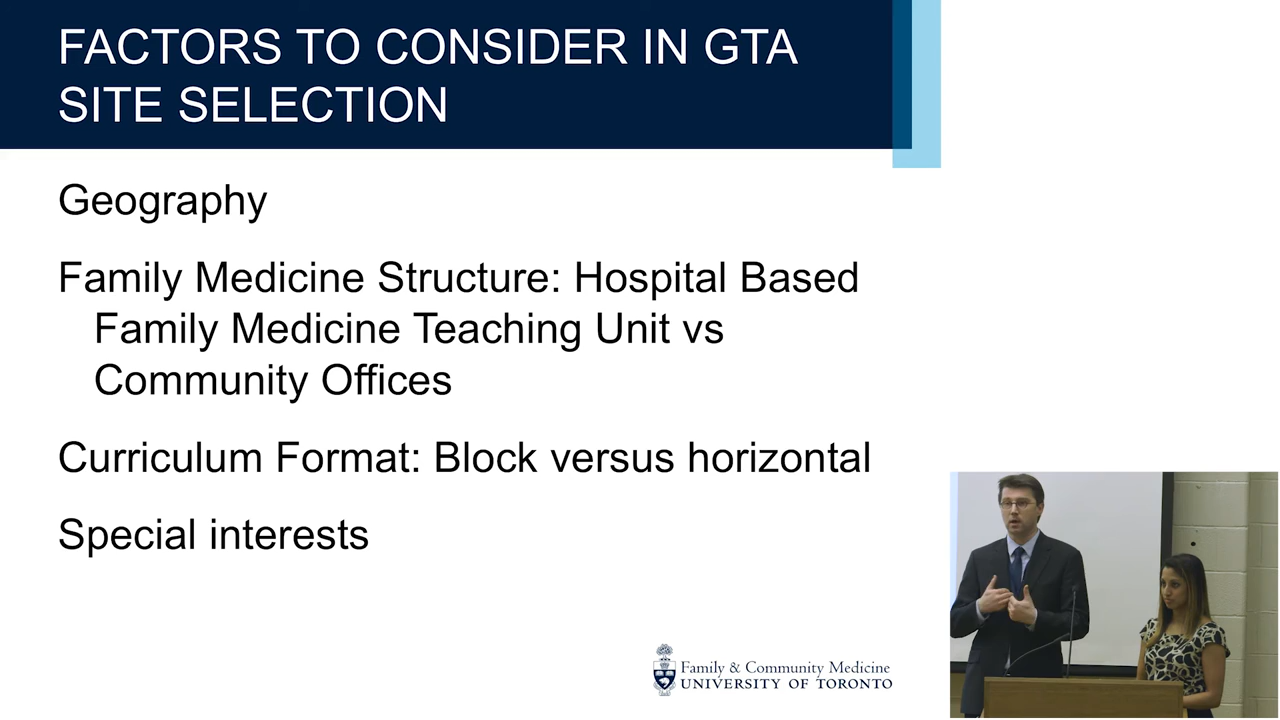 FACTORS TO CONSIDER IN GTA
SITE SELECTION
Geography
Family Medicine Structure: Hospital Based
Family Medicine Teaching Unit vs
Community Offices
Curriculum Format: Block versus horizontal
Special interests
Family & Community Medicine
UNIVERSITY OF TORONTO